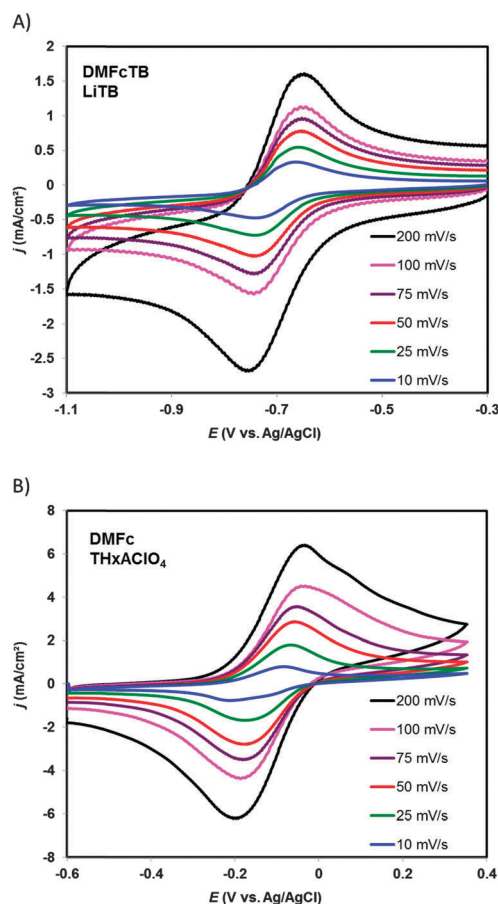 A)
DMFcTB
LiTB
j (mA/cm²)
2
1.5
1
0.5
0
-0.5
-1
-1.5
-2
-2.5
-3
200 mV/s
100 mV/s
75 mV/s
50 mV/s
25 mV/s
10 mV/s
-1.1 -0.9 -0.7 -0.5 -0.3
E (V vs. Ag/AgCl)
B)
DMFc
THxAClO₄
j (mA/cm²)
8
6
4
2
0
-2
-4
-6
-8
200 mV/s
100 mV/s
75 mV/s
50 mV/s
25 mV/s
10 mV/s
-0.6 -0.4 -0.2 0 0.2 0.4
E (V vs. Ag/AgCl)